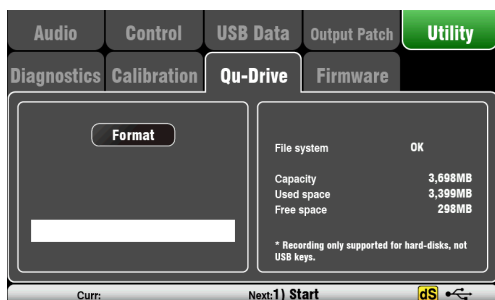 Audio Control USB Data Output Patch Utility
Diagnostics Calibration Qu-Drive Firmware
Format
File system OK
Capacity 3,698MB
Used space 3,399MB
Free space 298MB
* Recording only supported for hard-disks, not
USB keys.
Curr: Next:1) Start dS